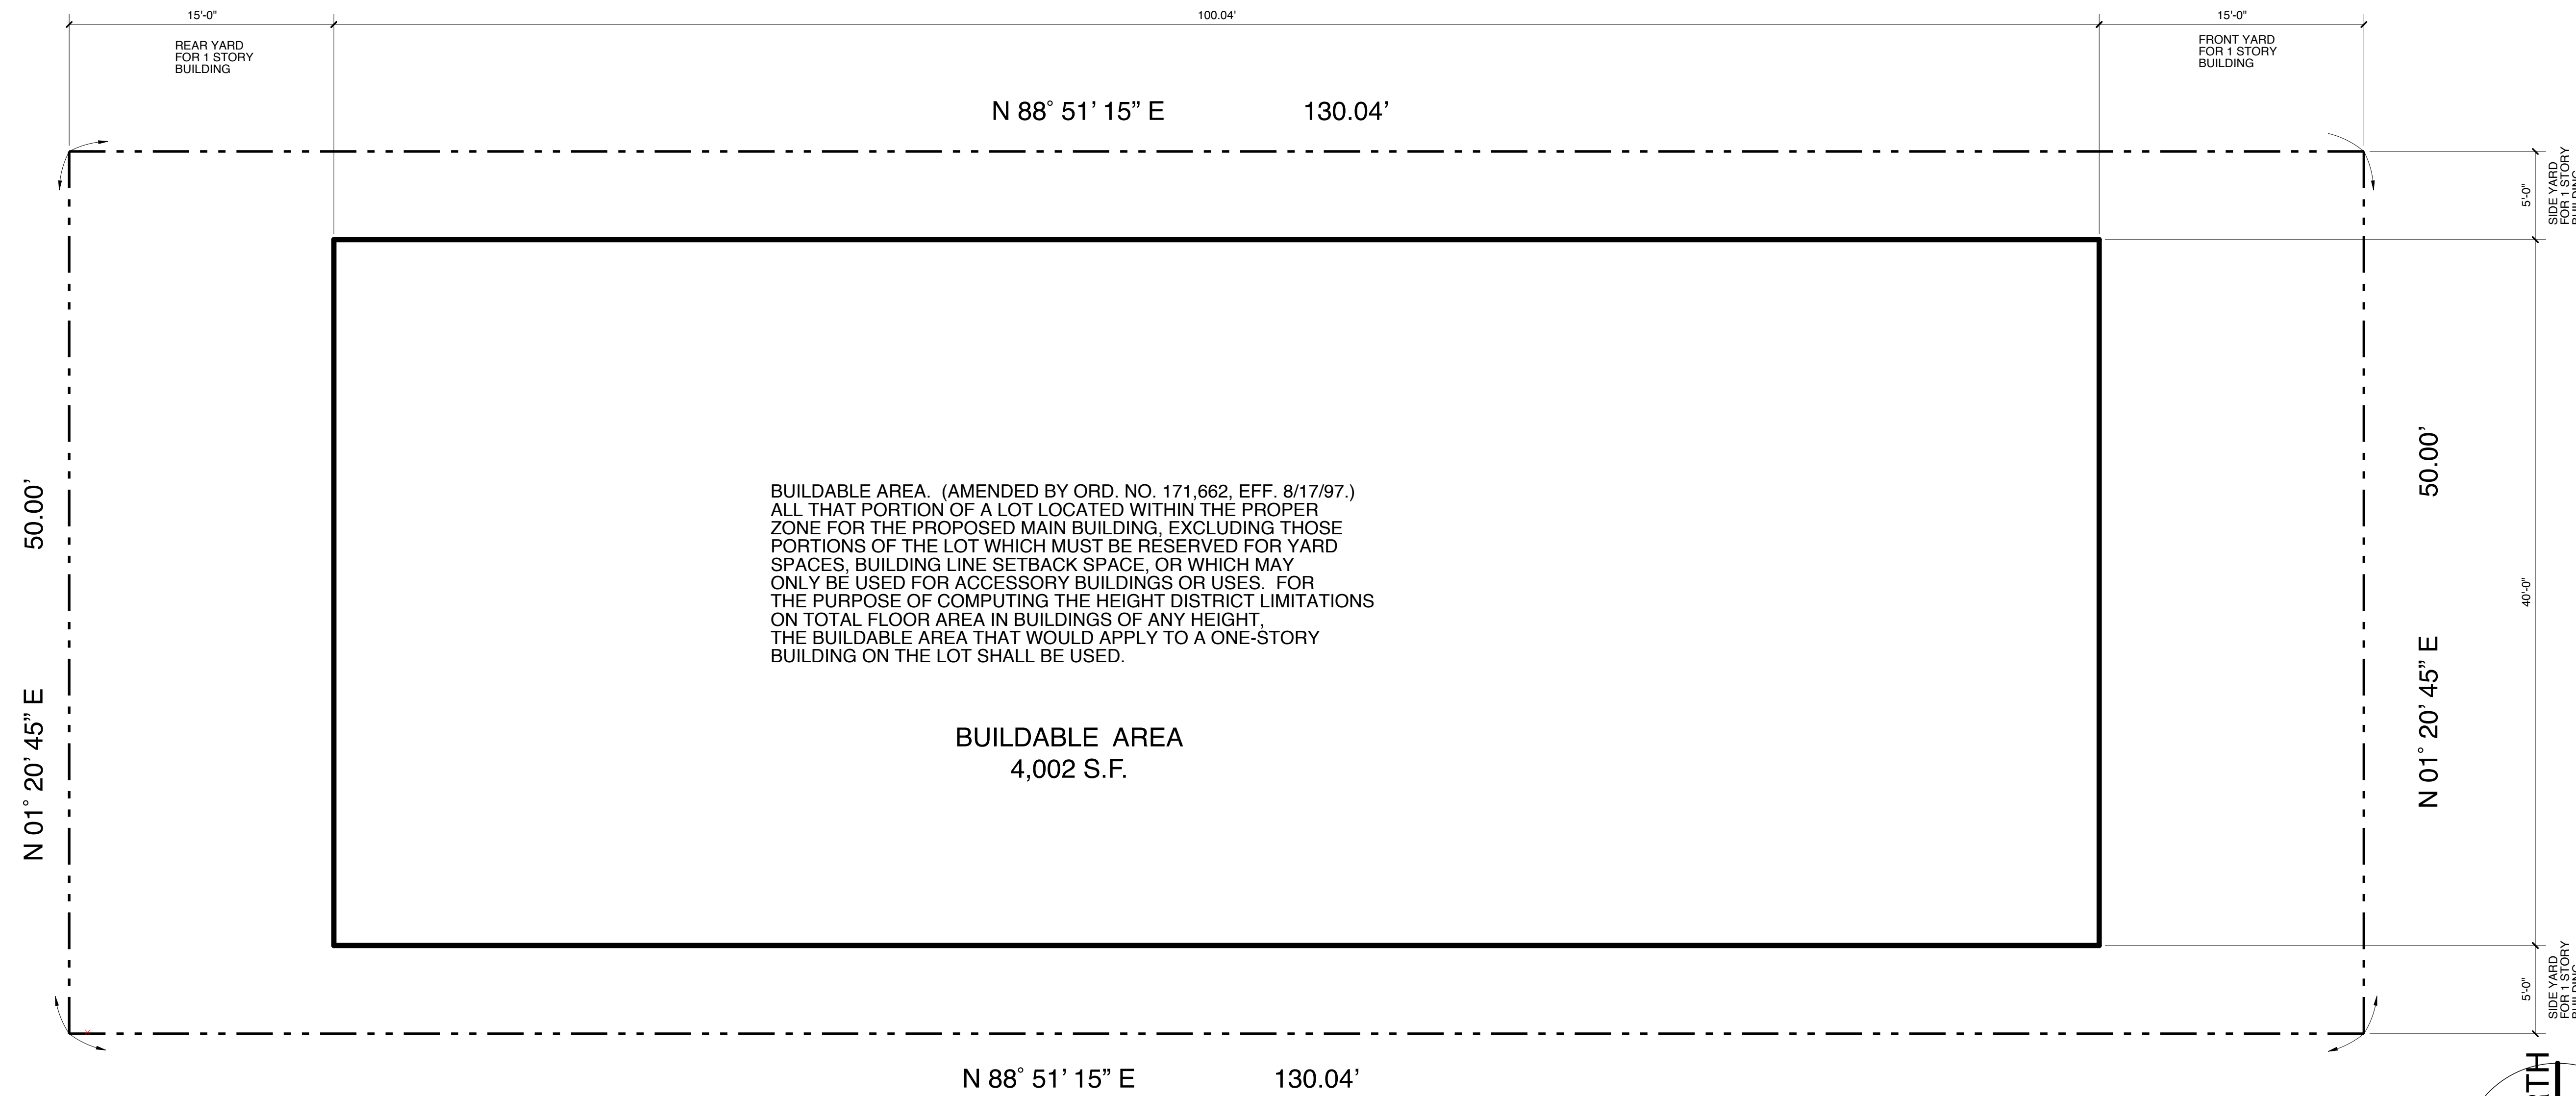 15'-0"
100.04'
15'-0"
REAR YARD
FOR 1 STORY
BUILDING
FRONT YARD
FOR 1 STORY
BUILDING
N 88° 51’ 15” E 130.04’
5'-0"
SIDE YARD
FOR 1 STORY
BUILDING
50.00’
N 01° 20’ 45” E
BUILDABLE AREA. (AMENDED BY ORD. NO. 171,662, EFF. 8/17/97.)
ALL THAT PORTION OF A LOT LOCATED WITHIN THE PROPER
ZONE FOR THE PROPOSED MAIN BUILDING, EXCLUDING THOSE
PORTIONS OF THE LOT WHICH MUST BE RESERVED FOR YARD
SPACES, BUILDING LINE SETBACK SPACE, OR WHICH MAY
ONLY BE USED FOR ACCESSORY BUILDINGS OR USES. FOR
THE PURPOSE OF COMPUTING THE HEIGHT DISTRICT LIMITATIONS
ON TOTAL FLOOR AREA IN BUILDINGS OF ANY HEIGHT,
THE BUILDABLE AREA THAT WOULD APPLY TO A ONE-STORY
BUILDING ON THE LOT SHALL BE USED.
BUILDABLE AREA
4,002 S.F.
N 01° 20’ 45” E 50.00’
40'-0"
5'-0"
SIDE YARD
FOR 1 STORY
N 88° 51’ 15” E 130.04’